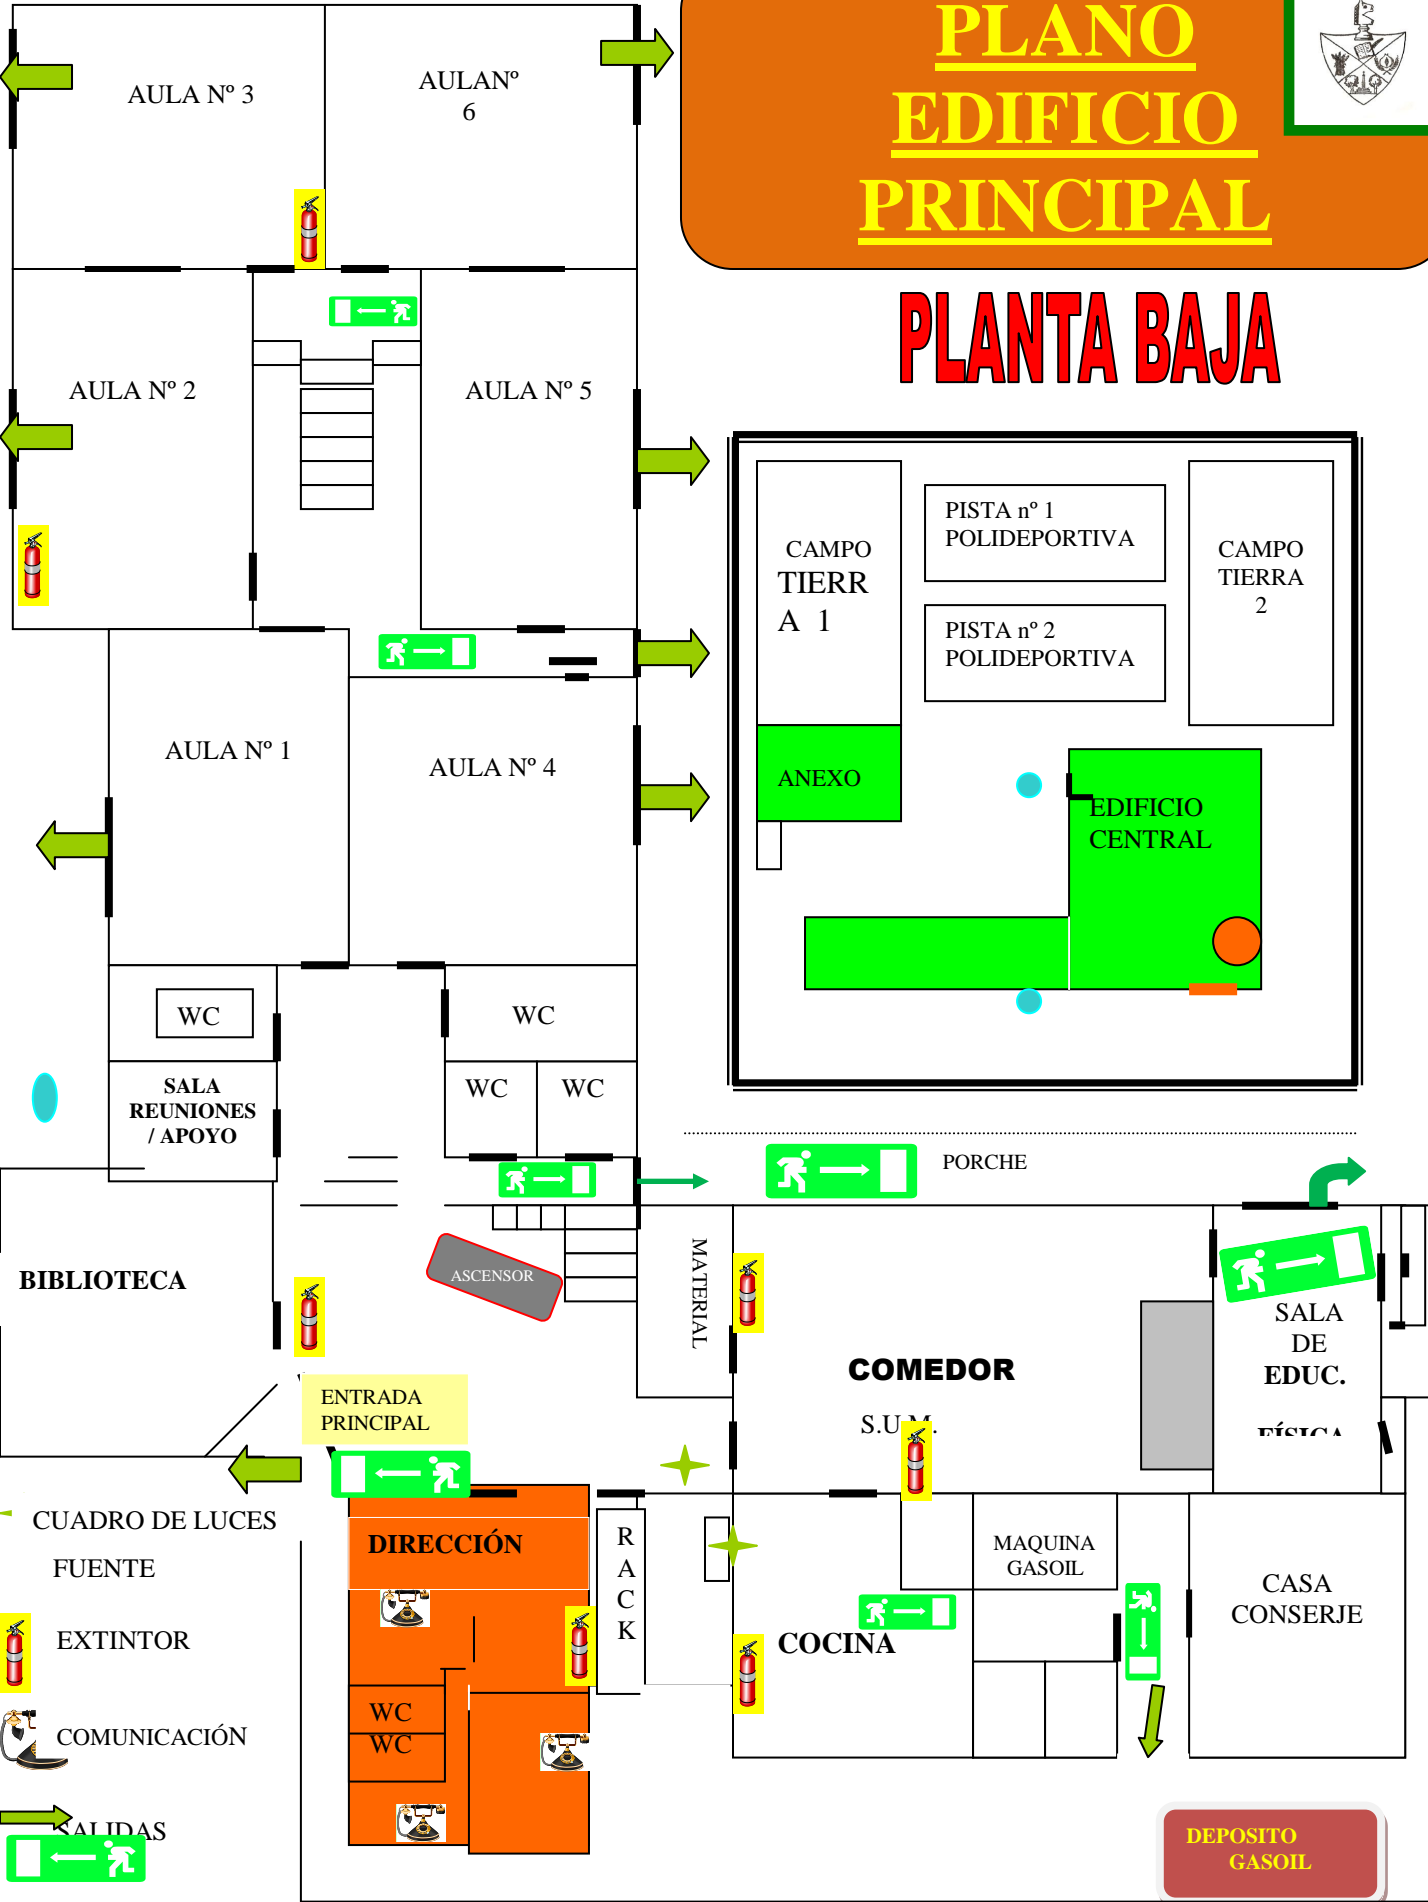 PLANO
EDIFICIO
PRINCIPAL
PLANTA BAJA
AULA Nº 3
AULANº
6
AULA Nº 2
AULA Nº 5
AULA Nº 1
AULA Nº 4
CAMPO
TIERR
A 1
PISTA nº 1
POLIDEPORTIVA
PISTA nº 2
POLIDEPORTIVA
CAMPO
TIERRA
2
ANEXO
EDIFICIO
CENTRAL
WC
WC
SALA
REUNIONES
/ APOYO
WC
WC
PORCHE
BIBLIOTECA
ASCENSOR
MATERIAL
COMEDOR
S.U.M.
SALA
DE
EDUC.
FÍSICA
ENTRADA
PRINCIPAL
CUADRO DE LUCES
FUENTE
EXTINTOR
COMUNICACIÓN
SALIDAS
DIRECCIÓN
WC
WC
R
A
C
K
COCINA
MAQUINA
GASOIL
CASA
CONSERJE
DEPOSITO
GASOIL